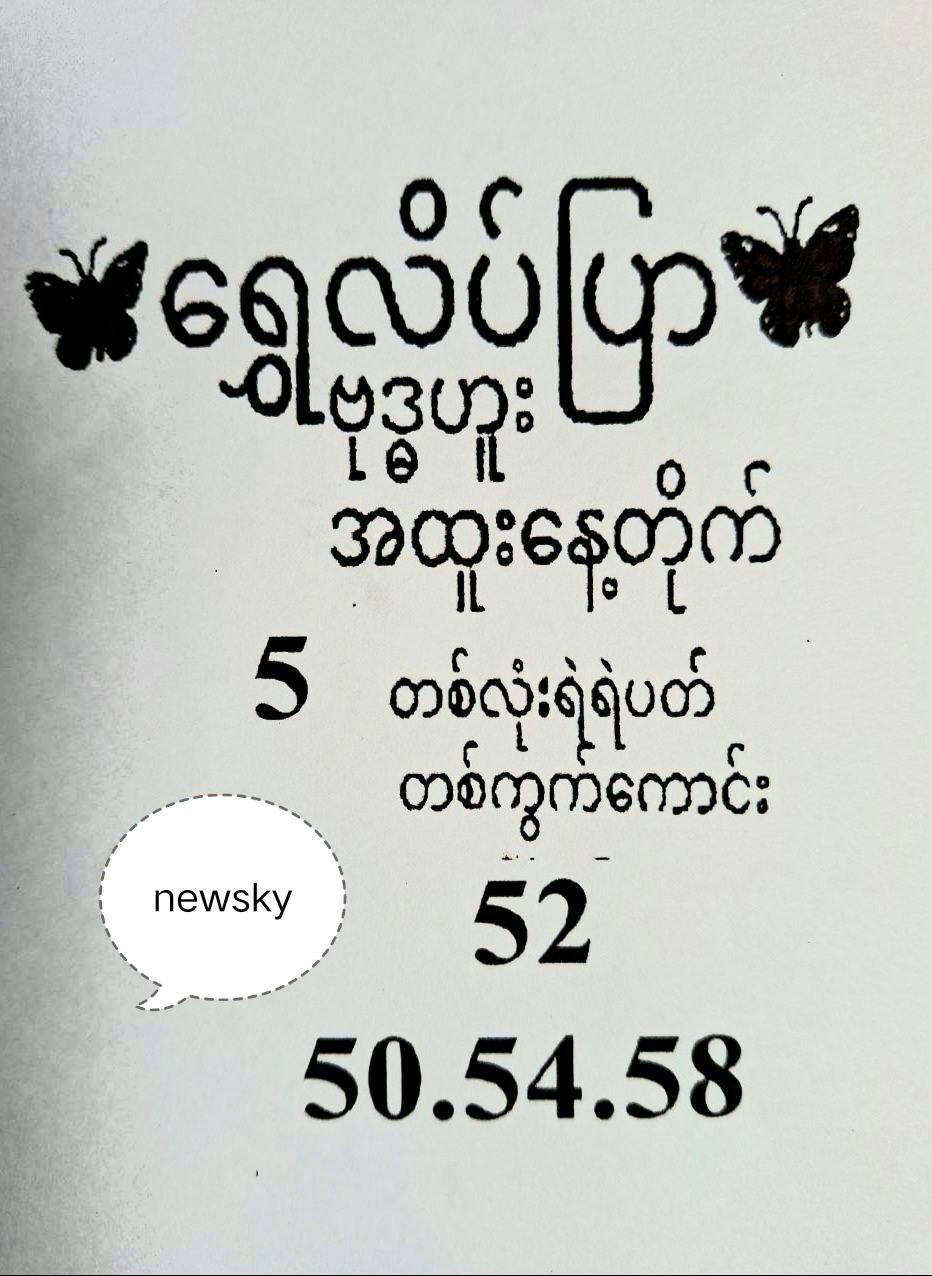 ရွှေလိပ်ပြာ
ဗုဒ္ဓဟူး
အထူးနေ့တိုက်
5 တစ်လုံးရဲရဲပတ်
တစ်ကွက်ကောင်း
newsky
52
50.54.58